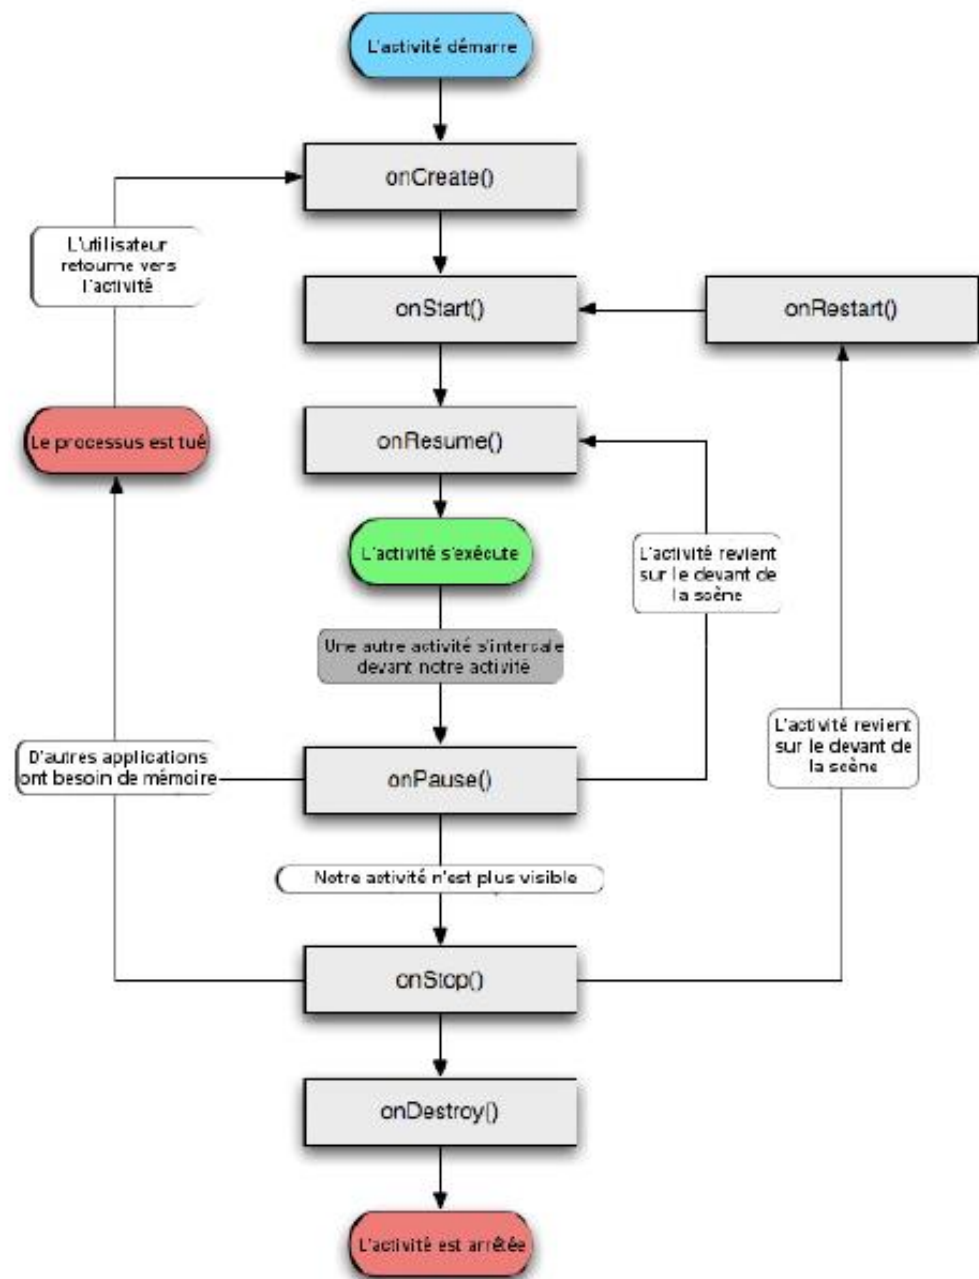 L'activité démarre
onCreate()
L'utilisateur
retourne vers
l'activité
onStart()
onRestart()
Le processus est tué
onResume()
L'activité s'exécute
L'activité revient
sur le devant de
la scène
Une autre activité s'intercale
devant notre activité
L'activité revient
sur le devant de
la scène
D'autres applications
ont besoin de mémoire
onPause()
Notre activité n'est plus visible
onStop()
onDestroy()
L'activité est arrêtée